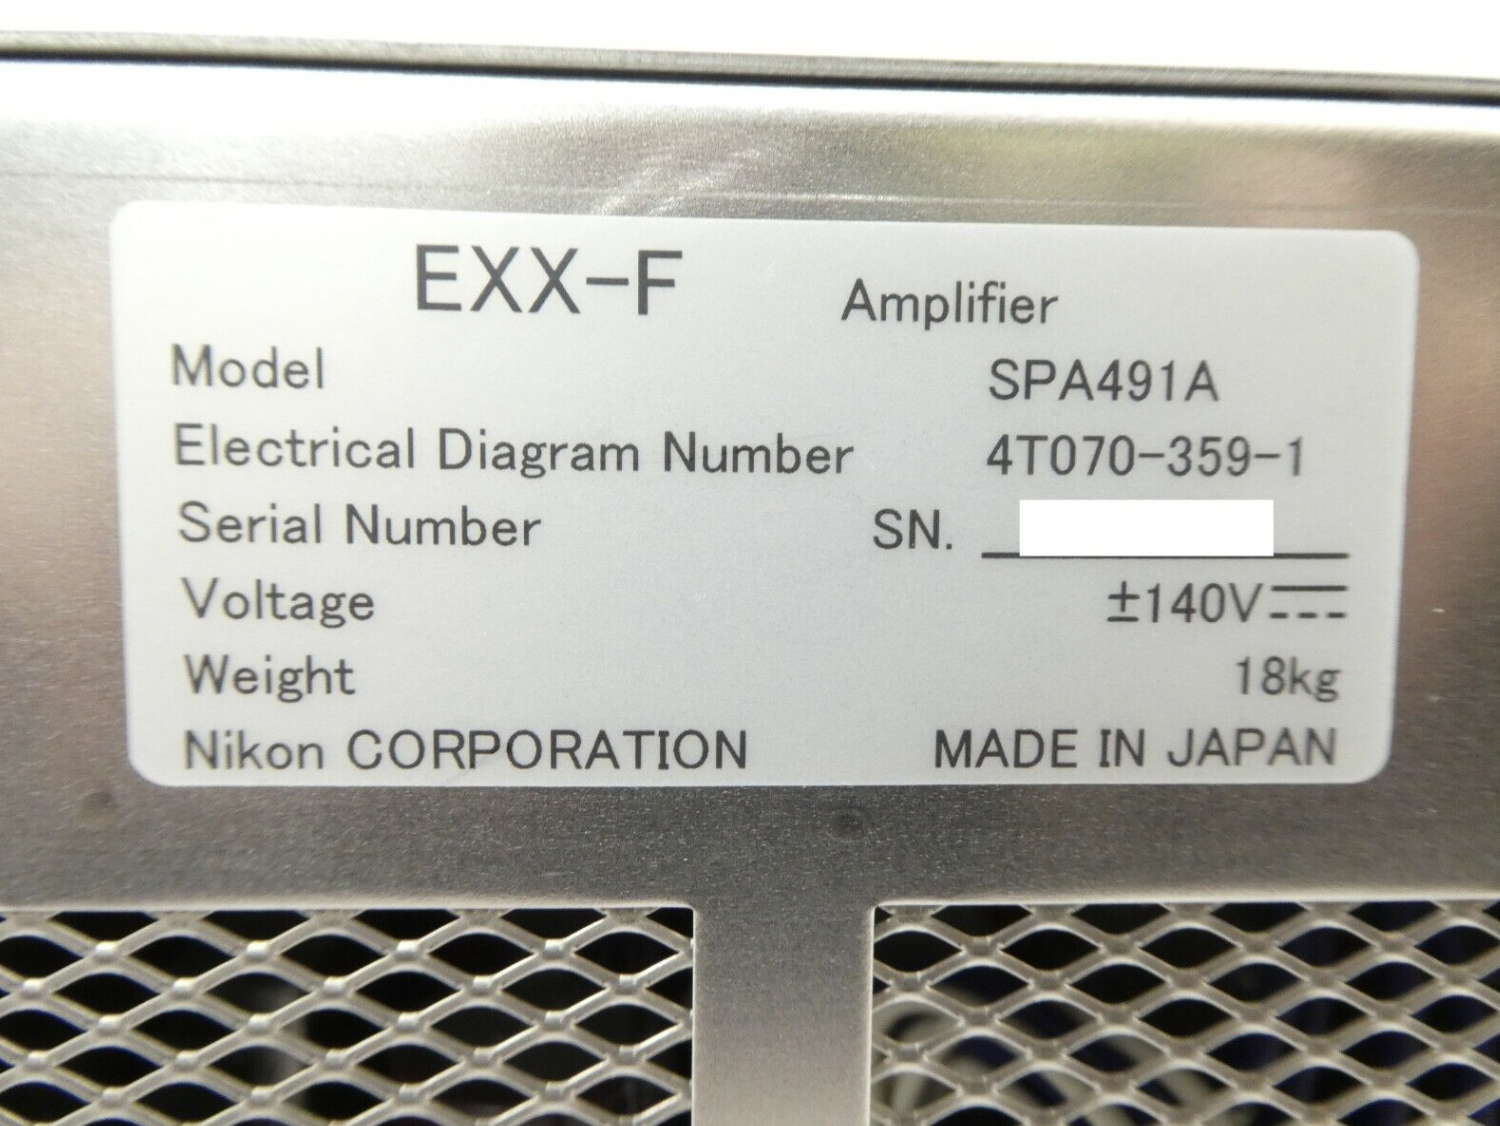 EXX-F Amplifier
Model SPA491A
Electrical Diagram Number 4T070-359-1
Serial Number SN.
Voltage ±140V⎓
Weight 18kg
Nikon CORPORATION MADE IN JAPAN